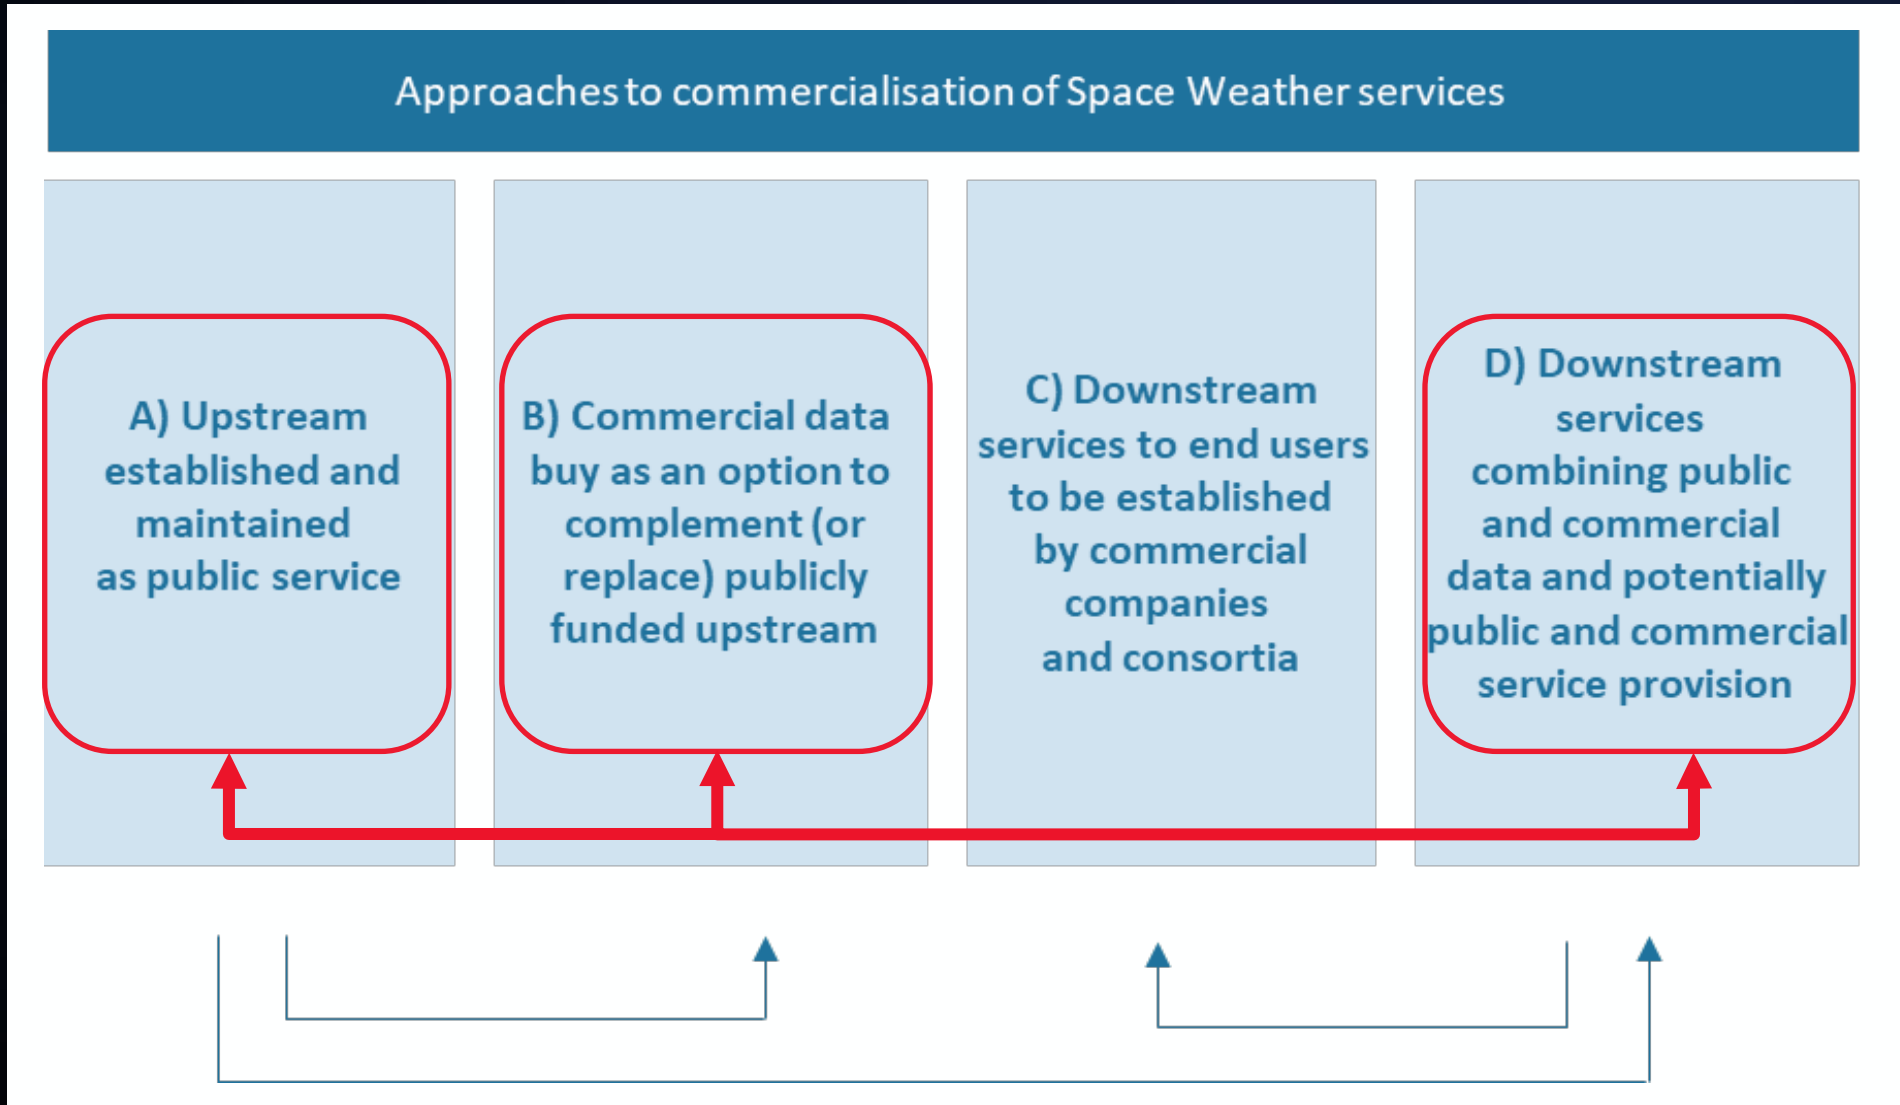 Approaches to commercialisation of Space Weather services
A) Upstream
established and
maintained
as public service
B) Commercial data
buy as an option to
complement (or
replace) publicly
funded upstream
C) Downstream
services to end users
to be established
by commercial
companies
and consortia
D) Downstream
services
combining public
and commercial
data and potentially
public and commercial
service provision